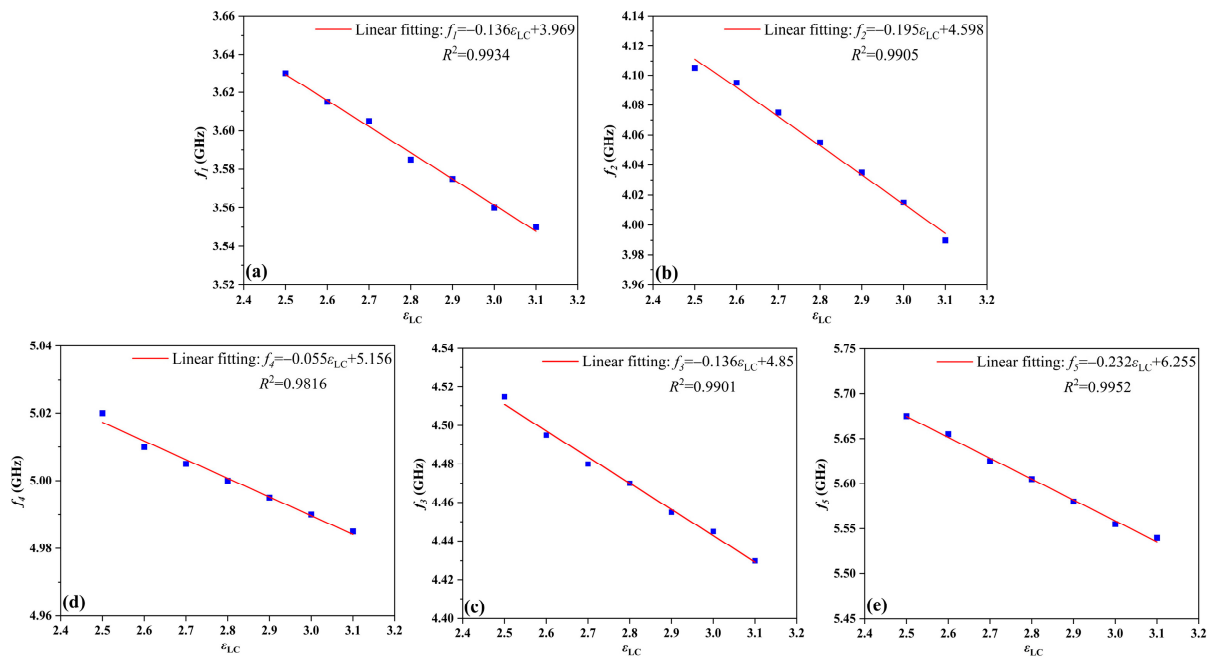 Linear fitting: f1=−0.136εLC+3.969
R2=0.9934
3.66
3.64
3.62
3.60
3.58
3.56
3.54
3.52
f1 (GHz)
(a)
2.4 2.5 2.6 2.7 2.8 2.9 3.0 3.1 3.2
εLC
Linear fitting: f2=−0.195εLC+4.598
R2=0.9905
4.14
4.12
4.10
4.08
4.06
4.04
4.02
4.00
3.98
3.96
f2 (GHz)
(b)
2.4 2.5 2.6 2.7 2.8 2.9 3.0 3.1 3.2
εLC
Linear fitting: f4=−0.055εLC+5.156
R2=0.9816
5.04
5.02
5.00
4.98
4.96
f4 (GHz)
(d)
2.4 2.5 2.6 2.7 2.8 2.9 3.0 3.1 3.2
εLC
Linear fitting: f3=−0.136εLC+4.85
R2=0.9901
4.54
4.52
4.50
4.48
4.46
4.44
4.42
4.40
f3 (GHz)
(c)
2.4 2.5 2.6 2.7 2.8 2.9 3.0 3.1 3.2
εLC
Linear fitting: f5=−0.232εLC+6.255
R2=0.9952
5.75
5.70
5.65
5.60
5.55
5.50
5.45
f5 (GHz)
(e)
2.4 2.5 2.6 2.7 2.8 2.9 3.0 3.1 3.2
εLC